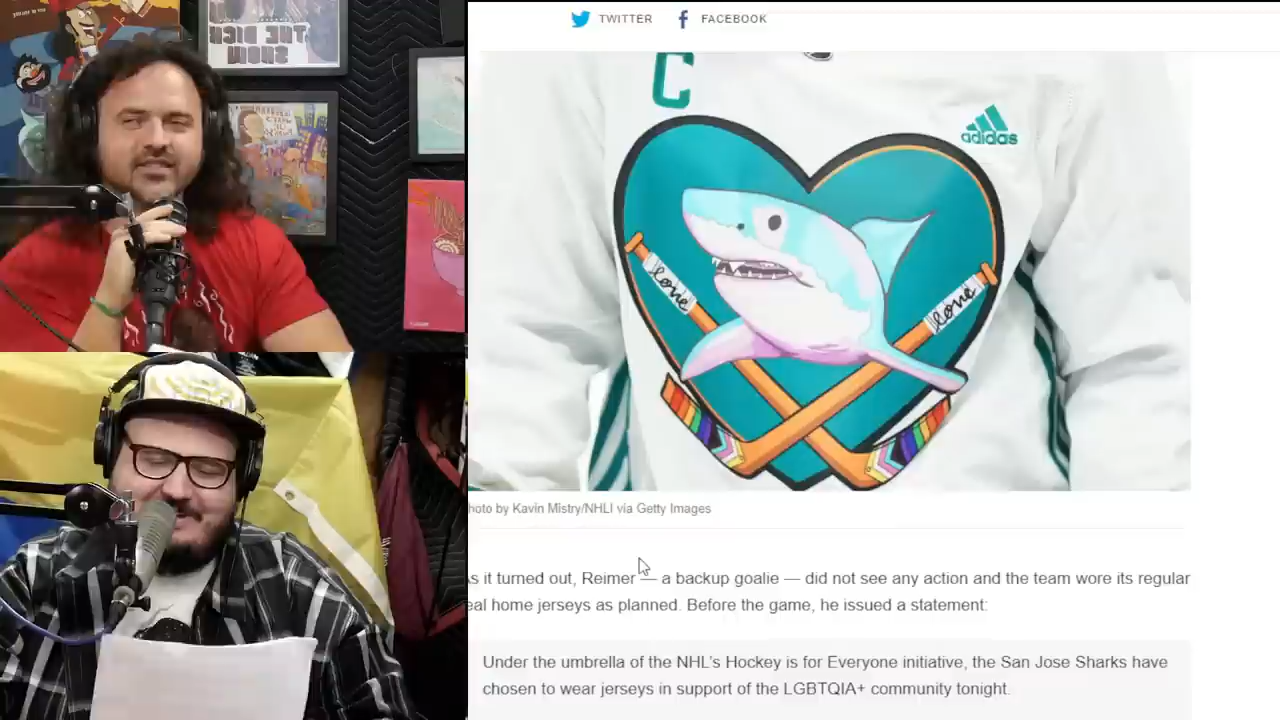 TWITTER
FACEBOOK
THE DICK
SHOW
C
adidas
love
love
hoto by Kavin Mistry/NHLI via Getty Images
s it turned out, Reimer — a backup goalie — did not see any action and the team wore its regular
eal home jerseys as planned. Before the game, he issued a statement:
Under the umbrella of the NHL's Hockey is for Everyone initiative, the San Jose Sharks have
chosen to wear jerseys in support of the LGBTQIA+ community tonight.